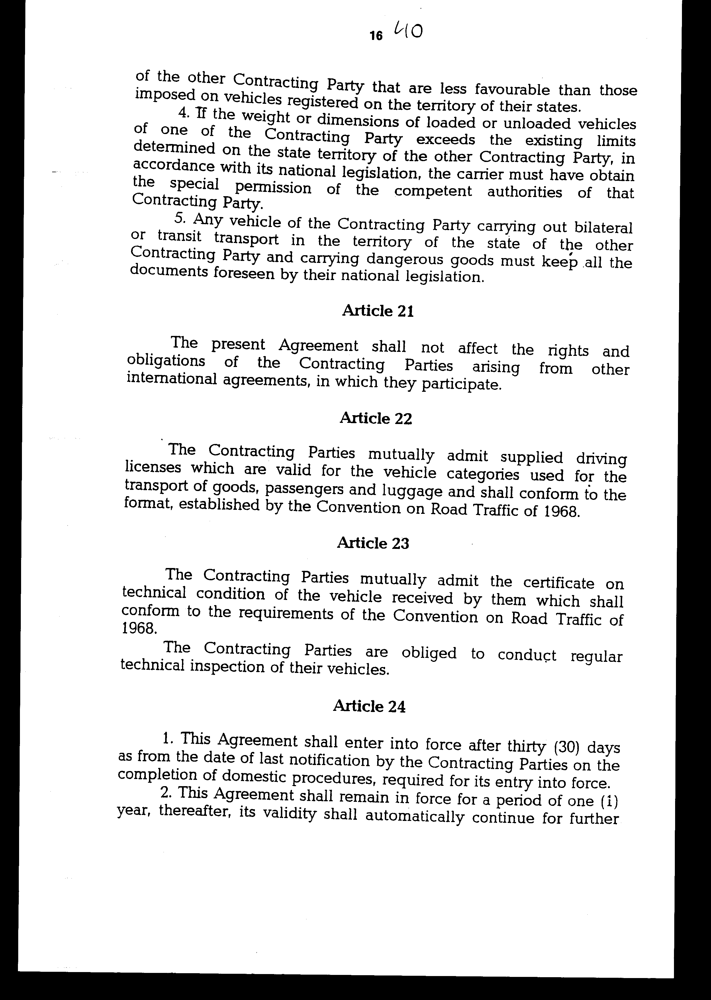 16 40
of the other Contracting Party that are less favourable than those
imposed on vehicles registered on the territory of their states.
4. If the weight or dimensions of loaded or unloaded vehicles
of one of the Contracting Party exceeds the existing limits
determined on the state territory of the other Contracting Party, in
accordance with its national legislation, the carrier must have obtain
the special permission of the competent authorities of that
Contracting Party.
5. Any vehicle of the Contracting Party carrying out bilateral
or transit transport in the territory of the state of the other
Contracting Party and carrying dangerous goods must keep all the
documents foreseen by their national legislation.
Article 21
The present Agreement shall not affect the rights and
obligations of the Contracting Parties arising from other
international agreements, in which they participate.
Article 22
The Contracting Parties mutually admit supplied driving
licenses which are valid for the vehicle categories used for the
transport of goods, passengers and luggage and shall conform to the
format, established by the Convention on Road Traffic of 1968.
Article 23
The Contracting Parties mutually admit the certificate on
technical condition of the vehicle received by them which shall
conform to the requirements of the Convention on Road Traffic of
1968.
The Contracting Parties are obliged to conduct regular
technical inspection of their vehicles.
Article 24
1. This Agreement shall enter into force after thirty (30) days
as from the date of last notification by the Contracting Parties on the
completion of domestic procedures, required for its entry into force.
2. This Agreement shall remain in force for a period of one (1)
year, thereafter, its validity shall automatically continue for further